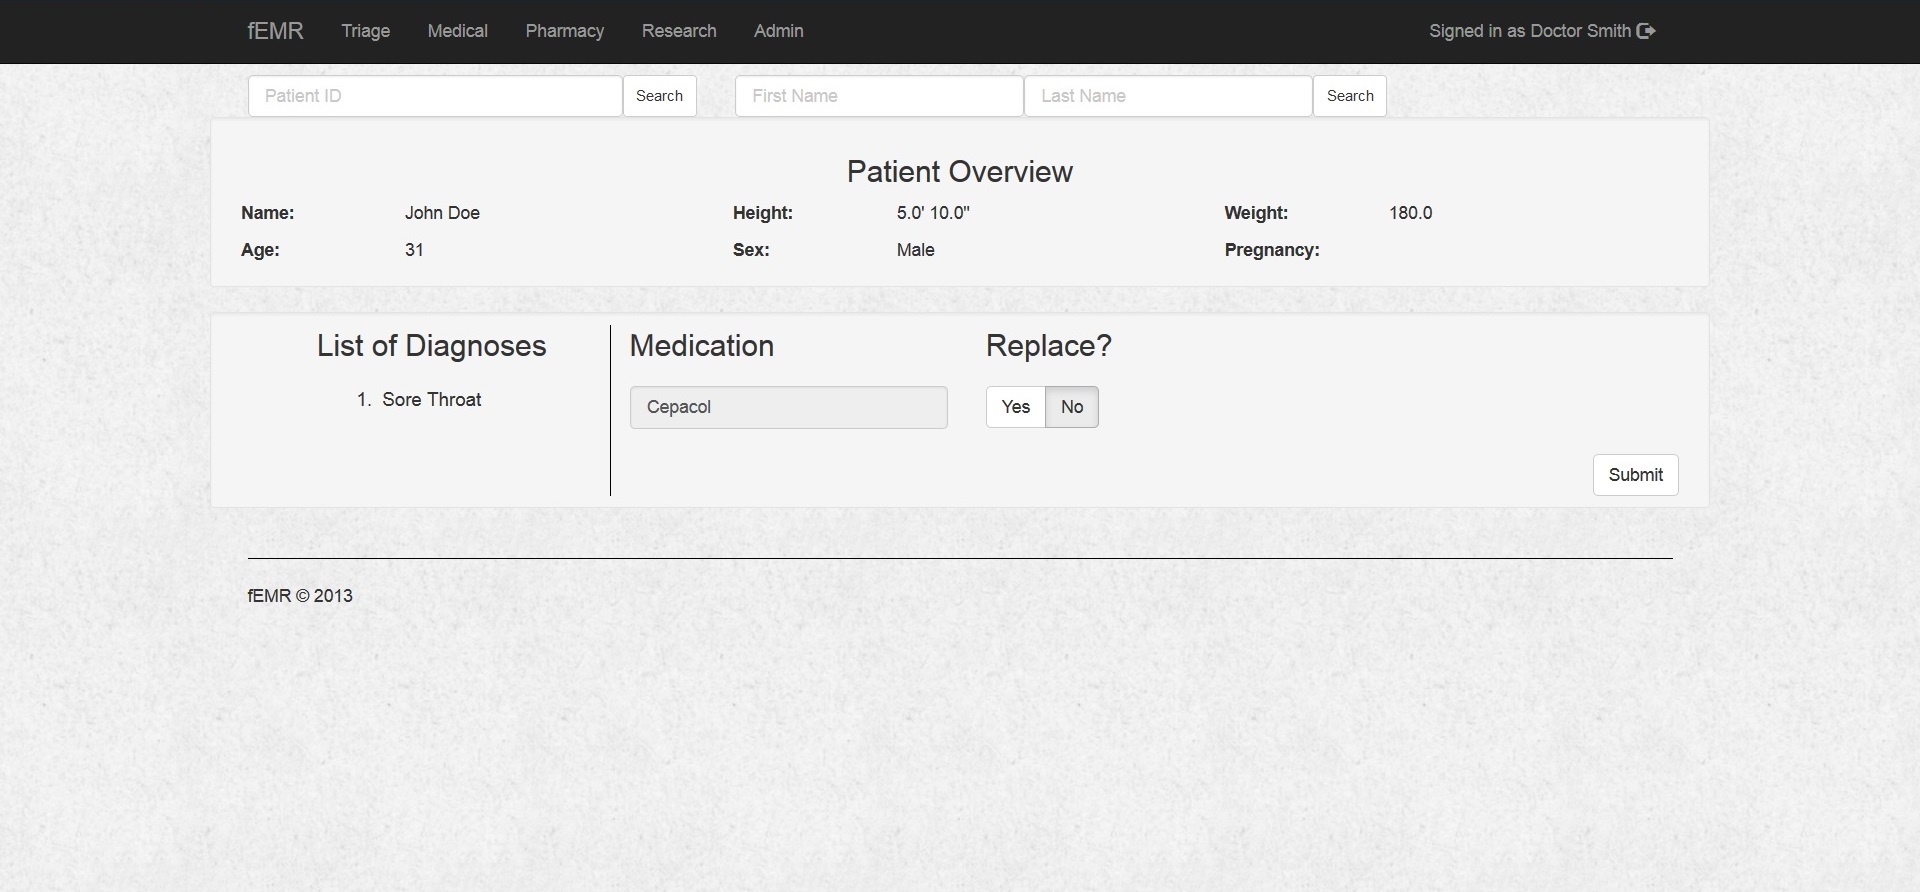 fEMR Triage Medical Pharmacy Research Admin Signed in as Doctor Smith
Patient ID Search First Name Last Name Search
Patient Overview
Name: John Doe Height: 5.0' 10.0" Weight: 180.0
Age: 31 Sex: Male Pregnancy:
List of Diagnoses Medication Replace?
1. Sore Throat Cepacol Yes No
Submit
fEMR © 2013